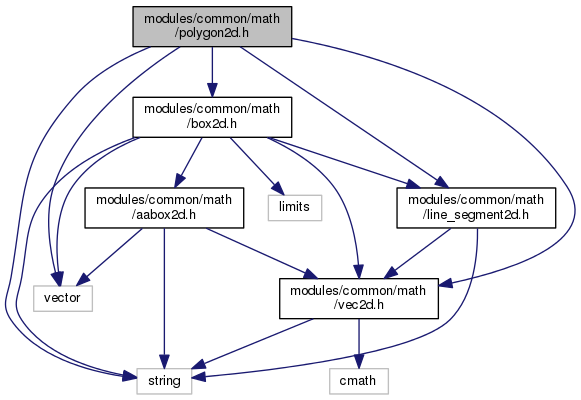 modules/common/math
/polygon2d.h
modules/common/math
/box2d.h
modules/common/math
/aabox2d.h
limits
modules/common/math
/line_segment2d.h
vector
modules/common/math
/vec2d.h
string
cmath